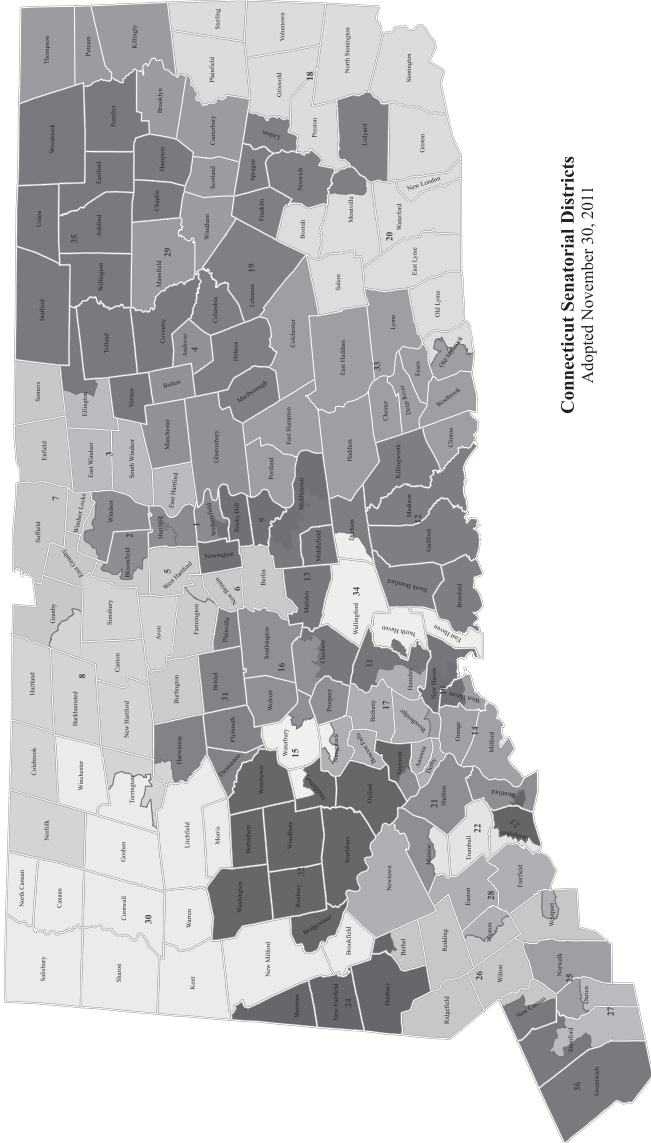 Salisbury
North Canaan
Canaan
Norfolk
Colebrook
Hartland
Granby
East Granby
Suffield
7
Windsor Locks
Enfield
Somers
Stafford
Union
Woodstock
Thompson
Putnam
Sharon
Cornwall
30
Goshen
Torrington
Winchester
Barkhamsted
8
New Hartford
Canton
Simsbury
Bloomfield
2
Windsor
East Windsor
3
South Windsor
Ellington
Vernon
Tolland
Willington
35
Ashford
Eastford
Pomfret
Killingly
Kent
Warren
Litchfield
Morris
Harwinton
Burlington
Avon
Farmington
West Hartford
5
Hartford
1
East Hartford
Manchester
Bolton
Coventry
Andover
4
Mansfield
29
Chaplin
Hampton
Brooklyn
Sterling
Plainfield
Canterbury
Scotland
Windham
Columbia
Hebron
Lebanon
19
Franklin
Sprague
Lisbon
Griswold
Voluntown
18
Sherman
New Milford
Washington
Bethlehem
Watertown
Thomaston
Plymouth
Bristol
31
Plainville
New Britain
6
Newington
Wethersfield
Rocky Hill
9
Glastonbury
Marlborough
Colchester
Bozrah
Norwich
Preston
North Stonington
New Fairfield
24
Bridgewater
Roxbury
32
Woodbury
Middlebury
Waterbury
15
Wolcott
Southington
16
Berlin
Cheshire
Meriden
13
Middlefield
Middletown
Portland
East Hampton
East Haddam
Salem
Montville
Ledyard
Stonington
Danbury
Brookfield
Southbury
Oxford
Naugatuck
Prospect
Beacon Falls
Bethany
17
Wallingford
34
Durham
Haddam
33
Lyme
Chester
Deep River
Essex
East Lyme
Waterford
20
New London
Groton
Old Lyme
Old Saybrook
Westbrook
Clinton
Killingworth
Madison
12
Guilford
North Branford
Branford
East Haven
North Haven
Hamden
11
New Haven
10
West Haven
Woodbridge
Ansonia
Derby
Seymour
Orange
14
Milford
Shelton
21
Stratford
Newtown
Bethel
Ridgefield
Redding
Monroe
Easton
28
Trumbull
22
Bridgeport
Fairfield
Weston
Westport
Wilton
26
Norwalk
25
New Canaan
Darien
27
Stamford
Greenwich
36
Connecticut Senatorial Districts
Adopted November 30, 2011